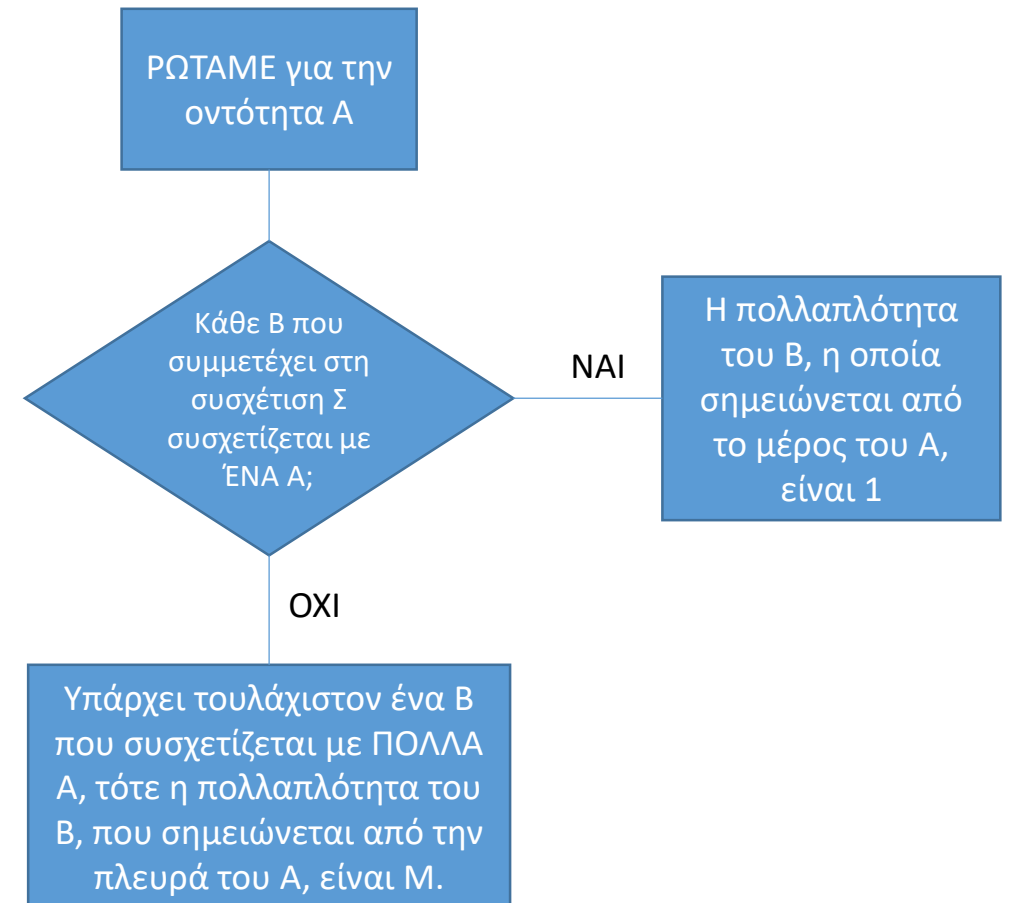 ΡΩΤΑΜΕ για την
οντότητα Α
Κάθε Β που
συμμετέχει στη
συσχέτιση Σ
συσχετίζεται με
ΈΝΑ Α;
ΝΑΙ
Η πολλαπλότητα
του Β, η οποία
σημειώνεται από
το μέρος του Α,
είναι 1
ΟΧΙ
Υπάρχει τουλάχιστον ένα Β
που συσχετίζεται με ΠΟΛΛΑ
Α, τότε η πολλαπλότητα του
Β, που σημειώνεται από την
πλευρά του Α, είναι Μ.